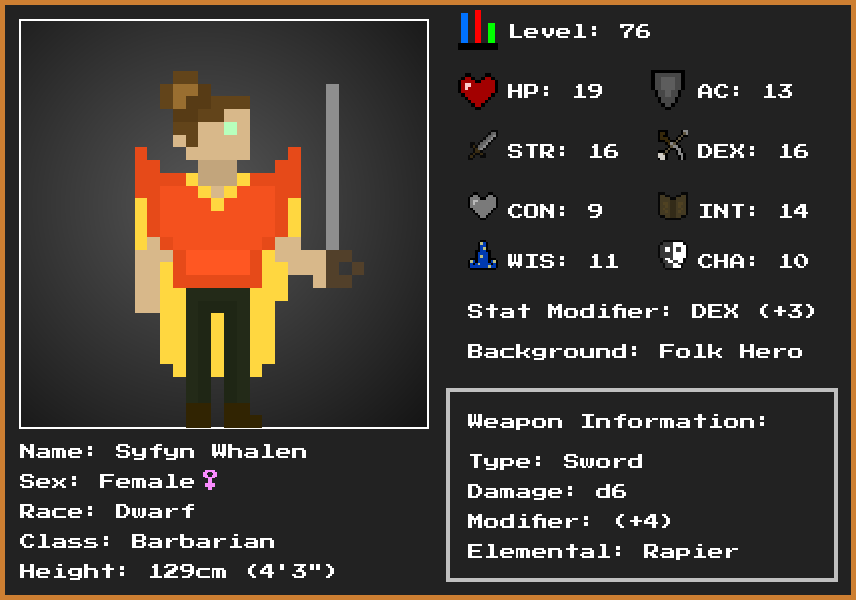 Level: 76
HP: 19 AC: 13
STR: 16 DEX: 16
CON: 9 INT: 14
WIS: 11 CHA: 10
Stat Modifier: DEX (+3)
Background: Folk Hero
Weapon Information:
Type: Sword
Damage: d6
Modifier: (+4)
Elemental: Rapier
Name: Syfyn Whalen
Sex: Female♀
Race: Dwarf
Class: Barbarian
Height: 129cm (4'3")